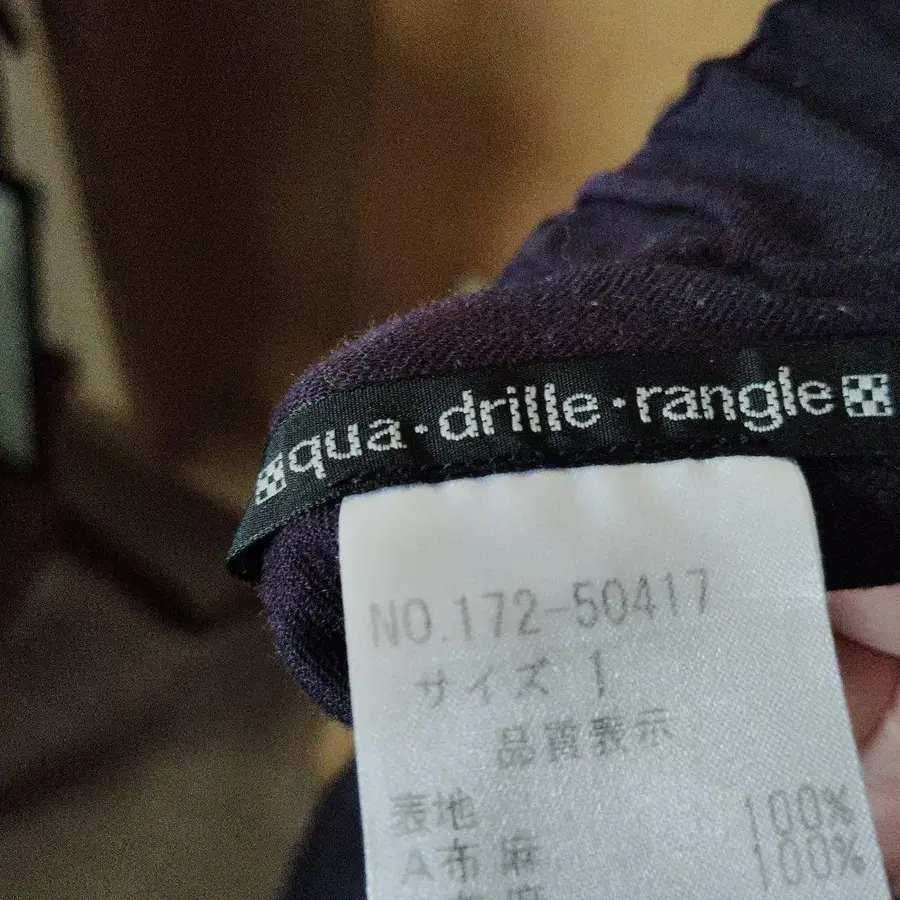 qua·drille·rangle
NO.172-50417
サイズ 1
品質表示
表地
100%
A布 麻 100%